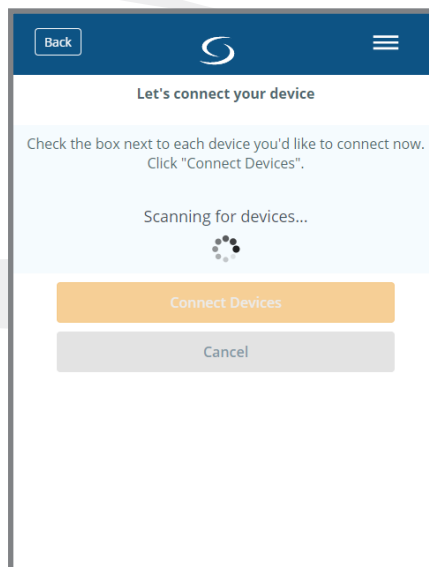 Back
Let's connect your device
Check the box next to each device you'd like to connect now.
Click "Connect Devices".
Scanning for devices...
Connect Devices
Cancel